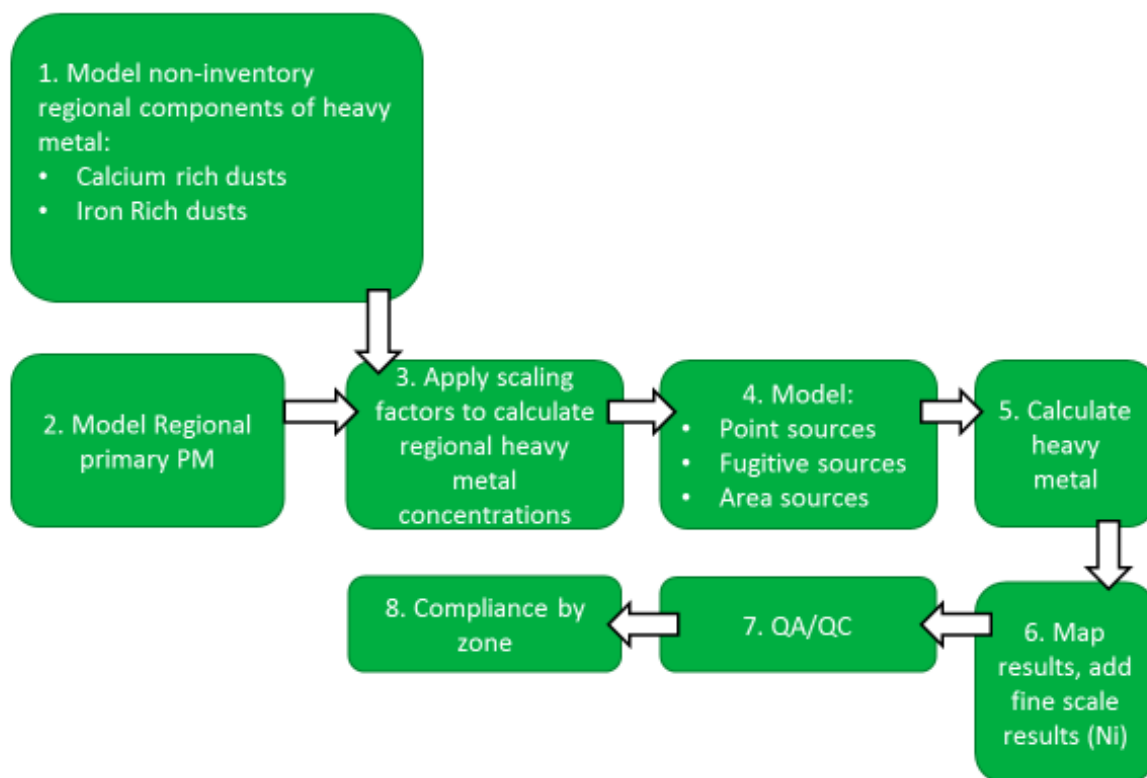 1. Model non-inventory
regional components of heavy
metal:
• Calcium rich dusts
• Iron Rich dusts
2. Model Regional
primary PM
3. Apply scaling
factors to calculate
regional heavy
metal
concentrations
4. Model:
• Point sources
• Fugitive sources
• Area sources
5. Calculate
heavy
metal
6. Map
results, add
fine scale
results (Ni)
7. QA/QC
8. Compliance by
zone